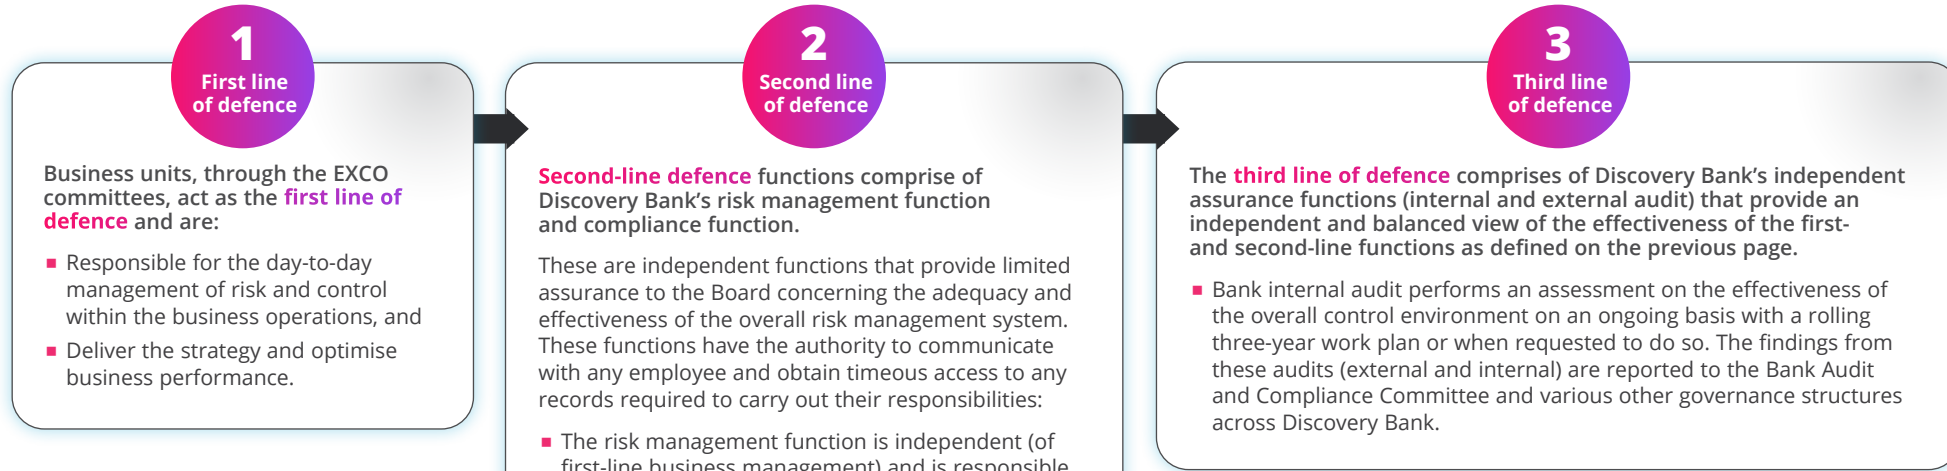 1
First line
of defence
Business units, through the EXCO
committees, act as the first line of
defence and are:
Responsible for the day-to-day
management of risk and control
within the business operations, and
Deliver the strategy and optimise
business performance.
2
Second line
of defence
Second-line defence functions comprise of
Discovery Bank's risk management function
and compliance function.
These are independent functions that provide limited
assurance to the Board concerning the adequacy and
effectiveness of the overall risk management system.
These functions have the authority to communicate
with any employee and obtain timeous access to any
records required to carry out their responsibilities:
The risk management function is independent (of
first-line business management) and is responsible
3
Third line
of defence
The third line of defence comprises of Discovery Bank's independent
assurance functions (internal and external audit) that provide an
independent and balanced view of the effectiveness of the first-
and second-line functions as defined on the previous page.
Bank internal audit performs an assessment on the effectiveness of
the overall control environment on an ongoing basis with a rolling
three-year work plan or when requested to do so. The findings from
these audits (external and internal) are reported to the Bank Audit
and Compliance Committee and various other governance structures
across Discovery Bank.